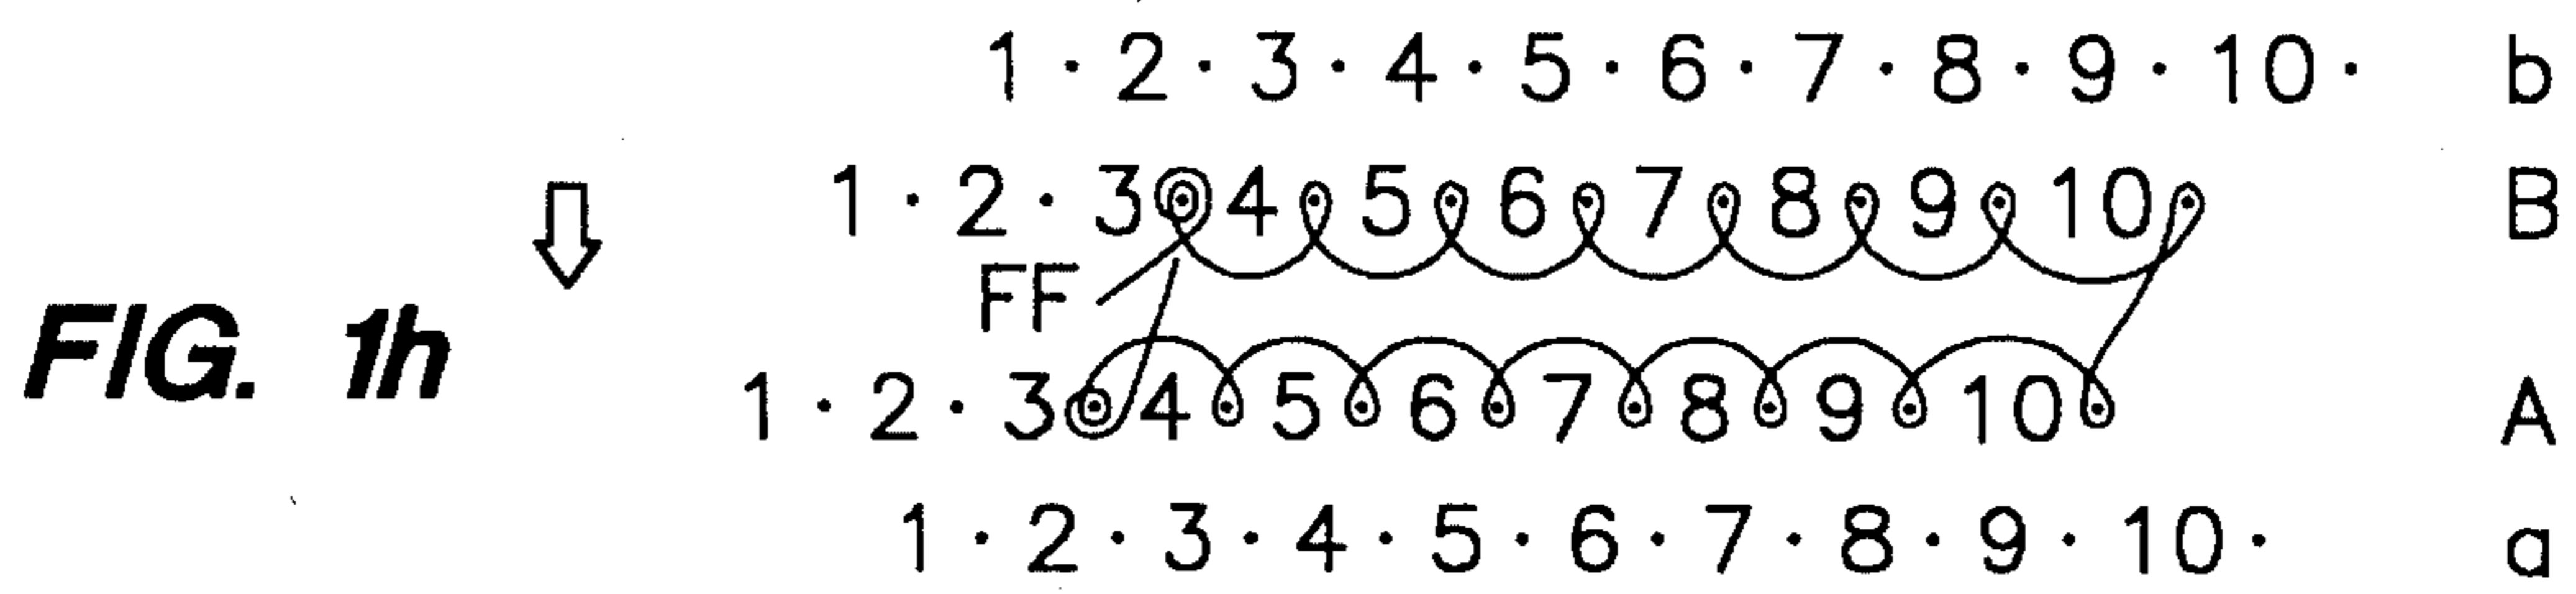 1 · 2 · 3 · 4 · 5 · 6 · 7 · 8 · 9 · 10 · b
1 · 2 · 3 4 5 6 7 8 9 10 B
FF
FIG. 1h
1 · 2 · 3 4 5 6 7 8 9 10 A
1 · 2 · 3 · 4 · 5 · 6 · 7 · 8 · 9 · 10 · a